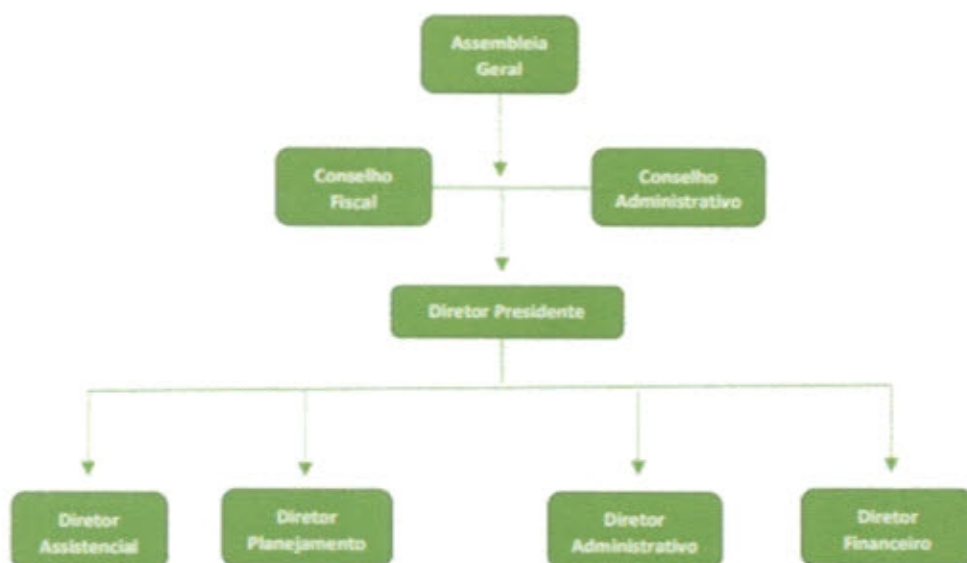 Assembleia
Geral
Conselho
Fiscal
Conselho
Administrativo
Diretor Presidente
Diretor
Assistencial
Diretor
Planejamento
Diretor
Administrativo
Diretor
Financeiro